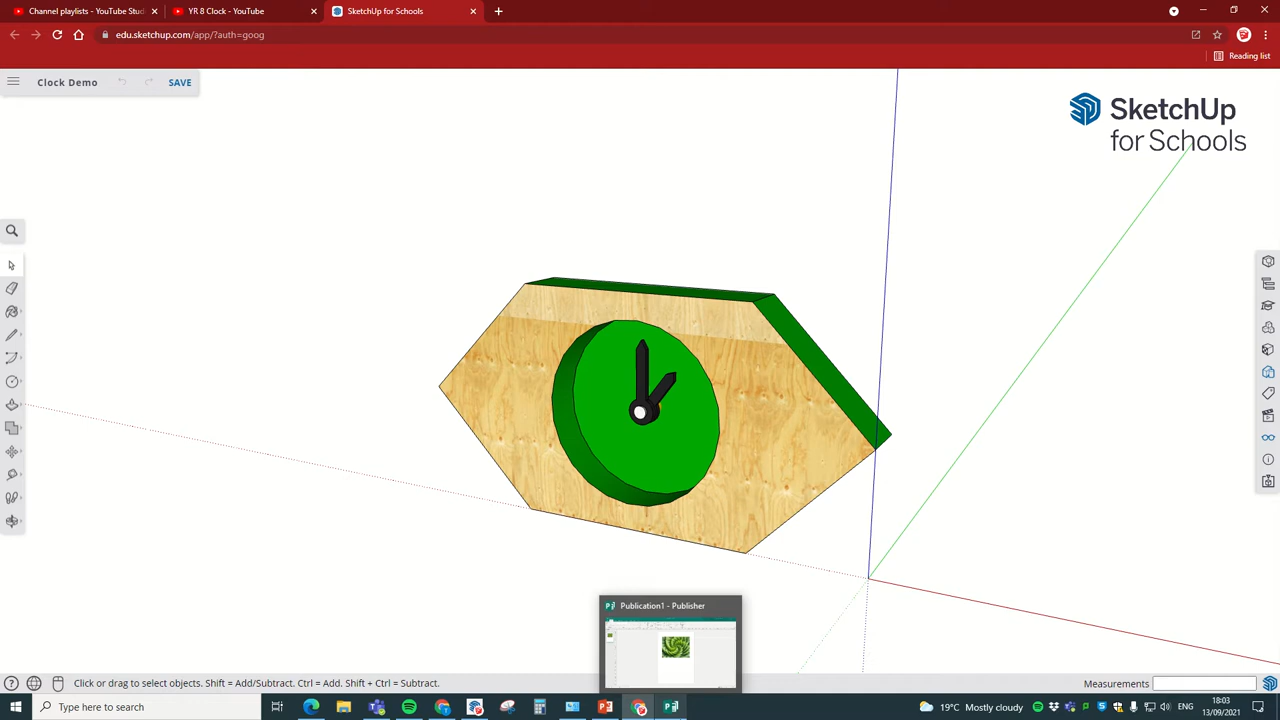 Channel playlists - YouTube Stud
YR 8 Clock - YouTube
SketchUp for Schools
edu.sketchup.com/app/?auth=goog
Reading list
Clock Demo
SAVE
SketchUp
for Schools
Publication1 - Publisher
Click or drag to select objects. Shift = Add/Subtract. Ctrl = Add. Shift + Ctrl = Subtract.
Measurements
Type here to search
19°C Mostly cloudy
ENG
18:03
13/09/2021